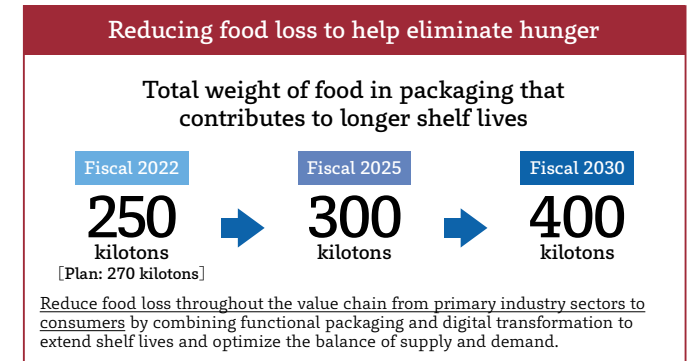 Reducing food loss to help eliminate hunger
Total weight of food in packaging that
contributes to longer shelf lives
Fiscal 2022
250
kilotons
[Plan: 270 kilotons]
Fiscal 2025
300
kilotons
Fiscal 2030
400
kilotons
Reduce food loss throughout the value chain from primary industry sectors to
consumers by combining functional packaging and digital transformation to
extend shelf lives and optimize the balance of supply and demand.